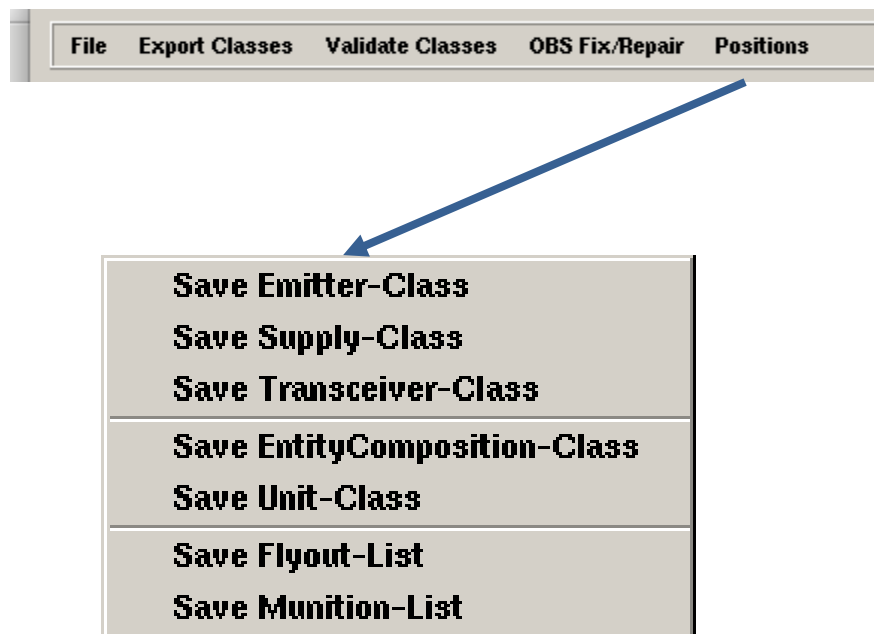 File Export Classes Validate Classes OBS Fix/Repair Positions
Save Emitter-Class
Save Supply-Class
Save Transceiver-Class
Save EntityComposition-Class
Save Unit-Class
Save Flyout-List
Save Munition-List